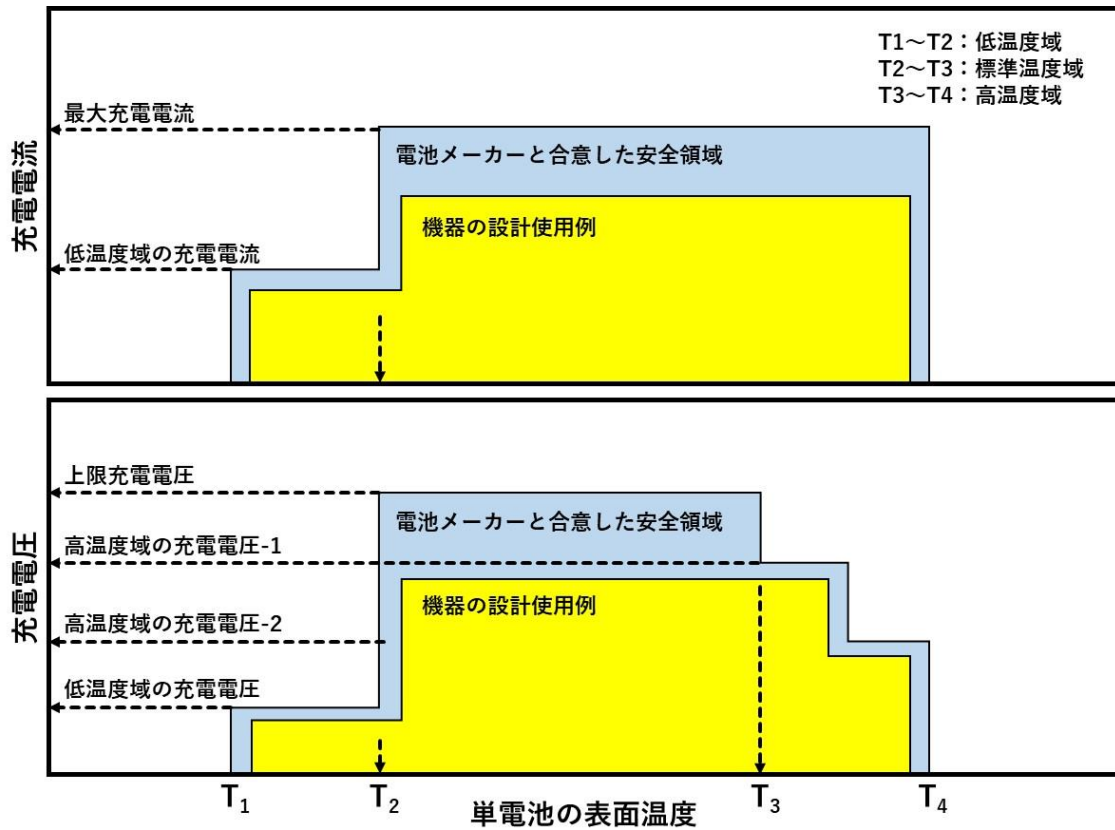 T1～T2：低温度域
T2～T3：標準温度域
T3～T4：高温度域
最大充電電流
電池メーカーと合意した安全領域
機器の設計使用例
低温度域の充電電流
充電電流
上限充電電圧
電池メーカーと合意した安全領域
高温度域の充電電圧-1
機器の設計使用例
高温度域の充電電圧-2
低温度域の充電電圧
充電電圧
T1 T2 T3 T4
単電池の表面温度